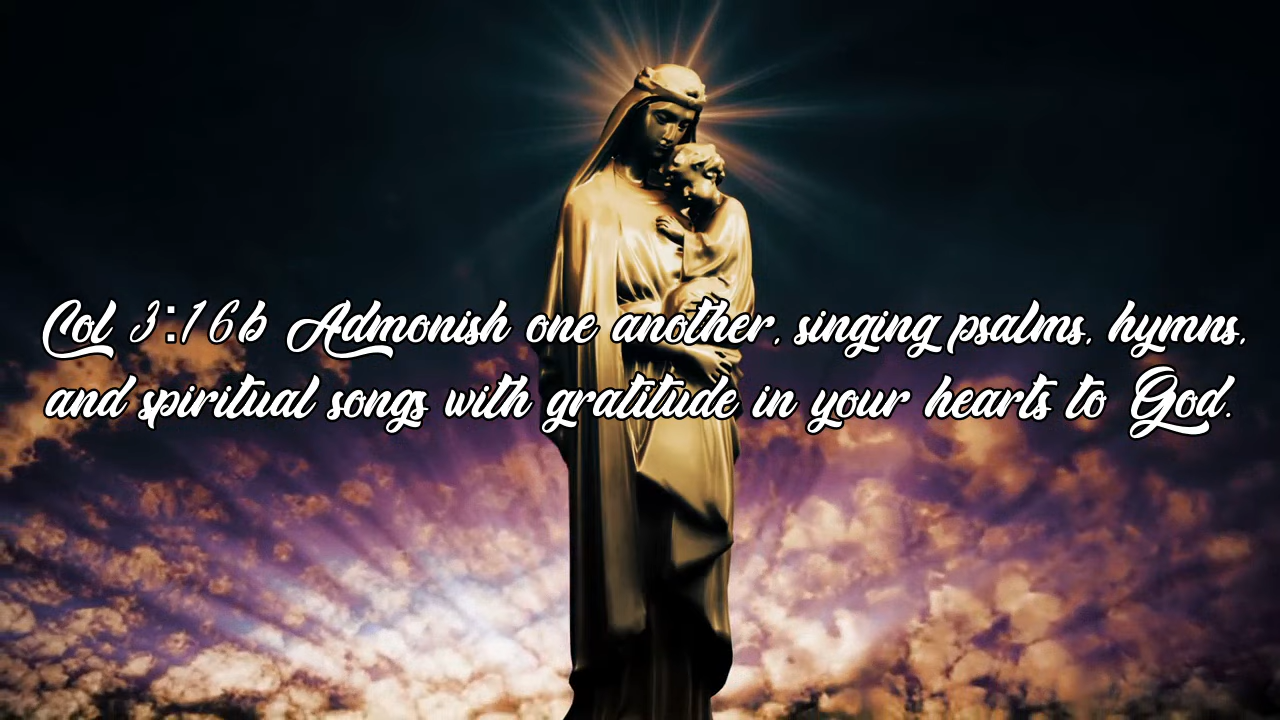 Col 3:16b Admonish one another, singing psalms, hymns,
and spiritual songs with gratitude in your hearts to God.